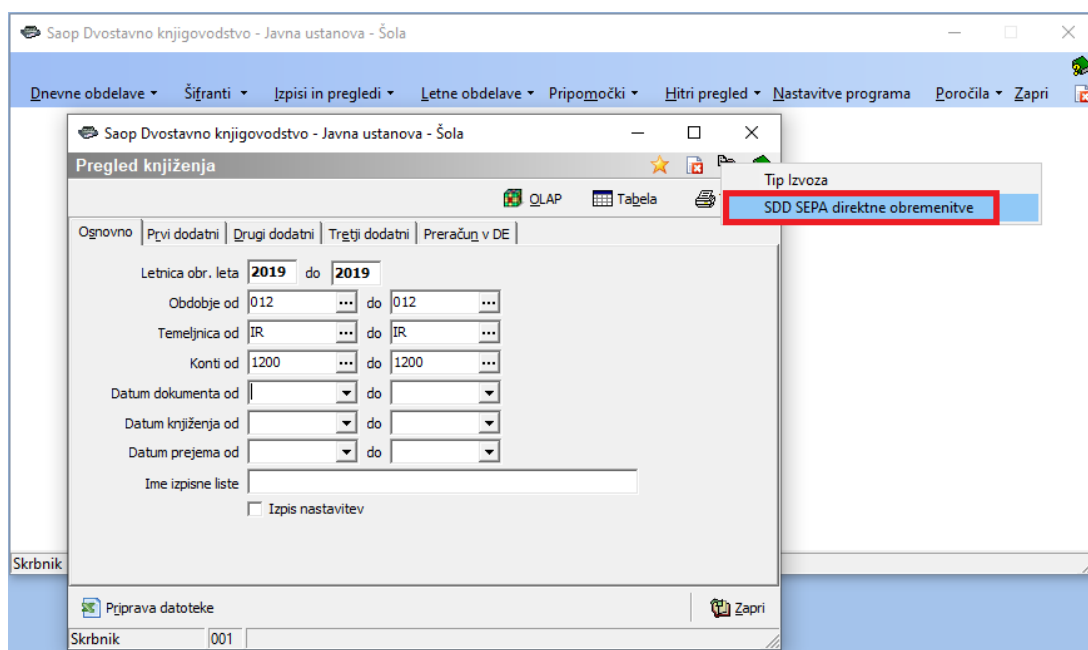 Saop Dvostavno knjigovodstvo - Javna ustanova - Šola
Dnevne obdelave Šifranti Izpisi in pregledi Letne obdelave Pripomočki Hitri pregled Nastavitve programa Poročila Zapri
Saop Dvostavno knjigovodstvo - Javna ustanova - Šola
Pregled knjiženja
Tip Izvoza
SDD SEPA direktne obremenitve
OLAP Tabela
Osnovno Prvi dodatni Drugi dodatni Tretji dodatni Preračun v DE
Letnica obr. leta 2019 do 2019
Obdobje od 012 ... do 012 ...
Temeljnica od IR ... do IR ...
Konti od 1200 ... do 1200 ...
Datum dokumenta od do
Datum knjiženja od do
Datum prejema od do
Ime izpisne liste
Izpis nastavitev
Skrbnik
Priprava datoteke Zapri
Skrbnik 001